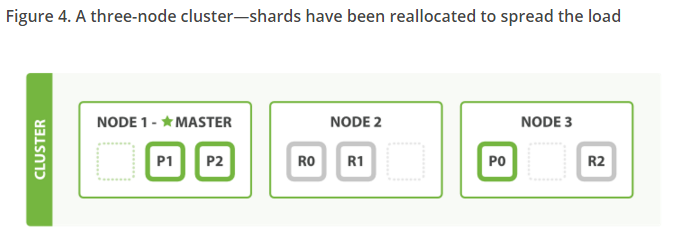 Figure 4. A three-node cluster—shards have been reallocated to spread the load
CLUSTER
NODE 1 - ★ MASTER
P1 P2
NODE 2
R0 R1
NODE 3
P0 R2